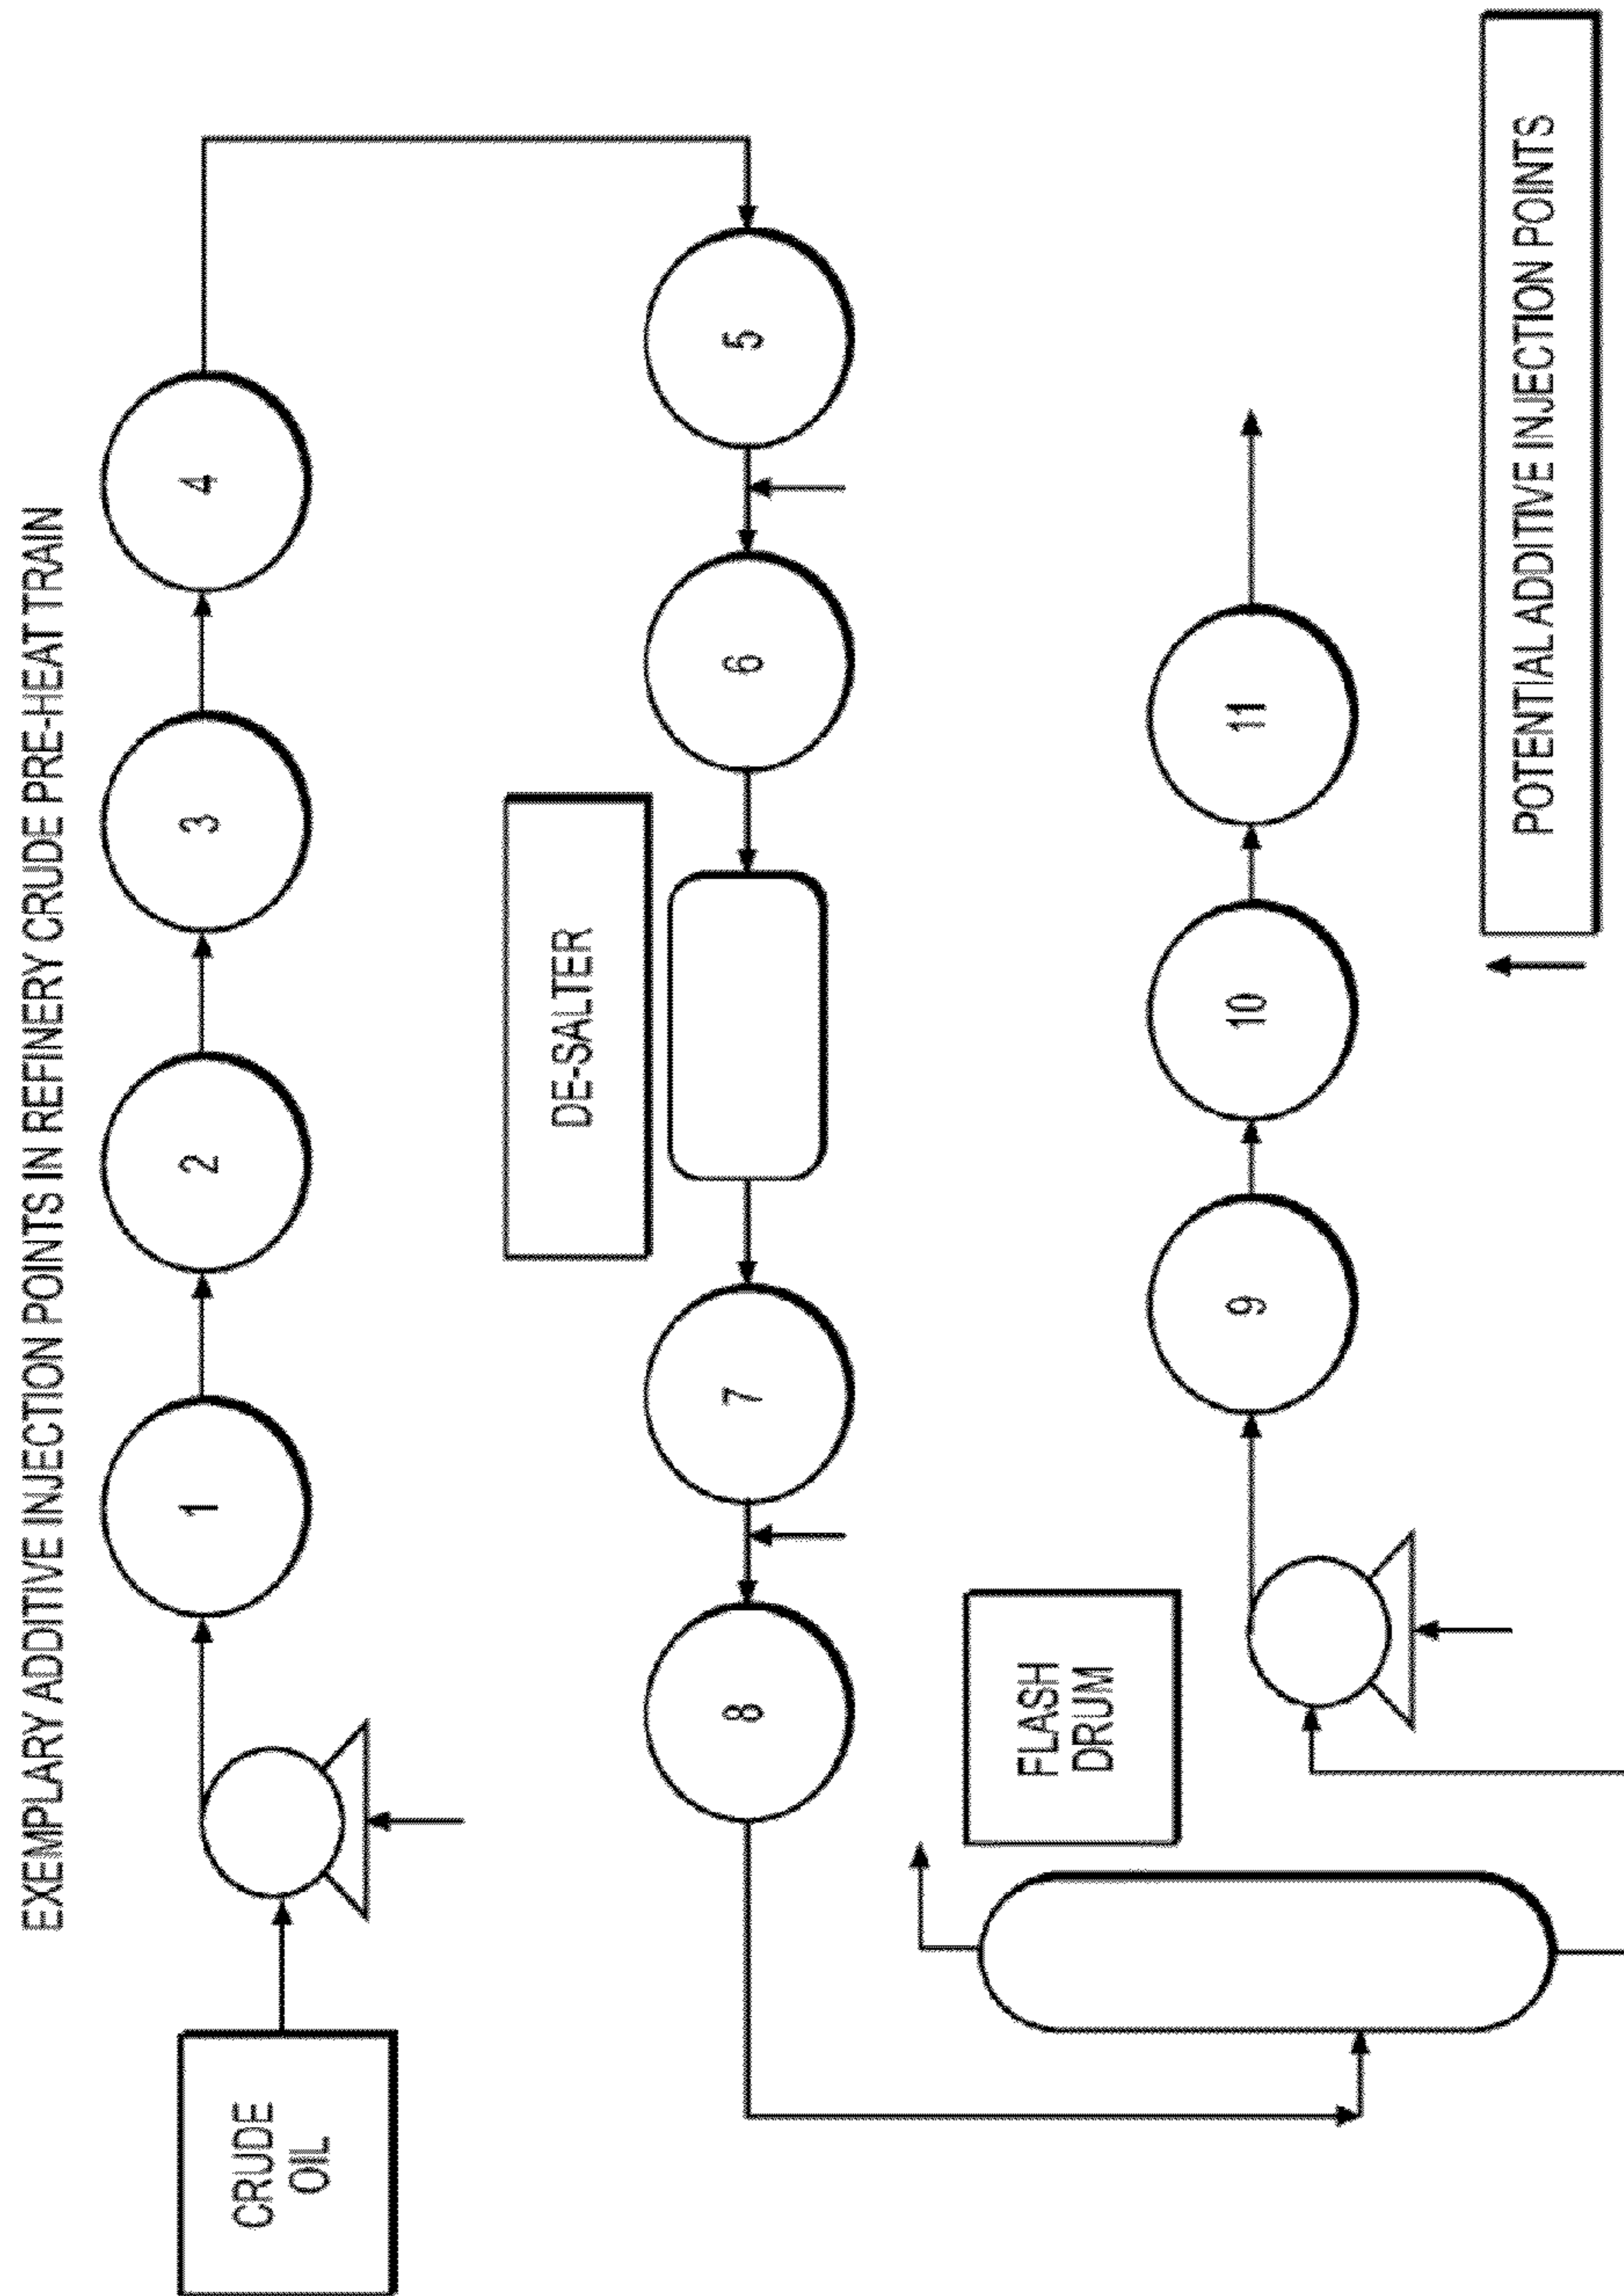 EXEMPLARY ADDITIVE INJECTION POINTS IN REFINERY CRUDE PRE-HEAT TRAIN
CRUDE
OIL
1
2
3
4
5
6
DE-SALTER
7
8
FLASH
DRUM
9
10
11
POTENTIAL ADDITIVE INJECTION POINTS